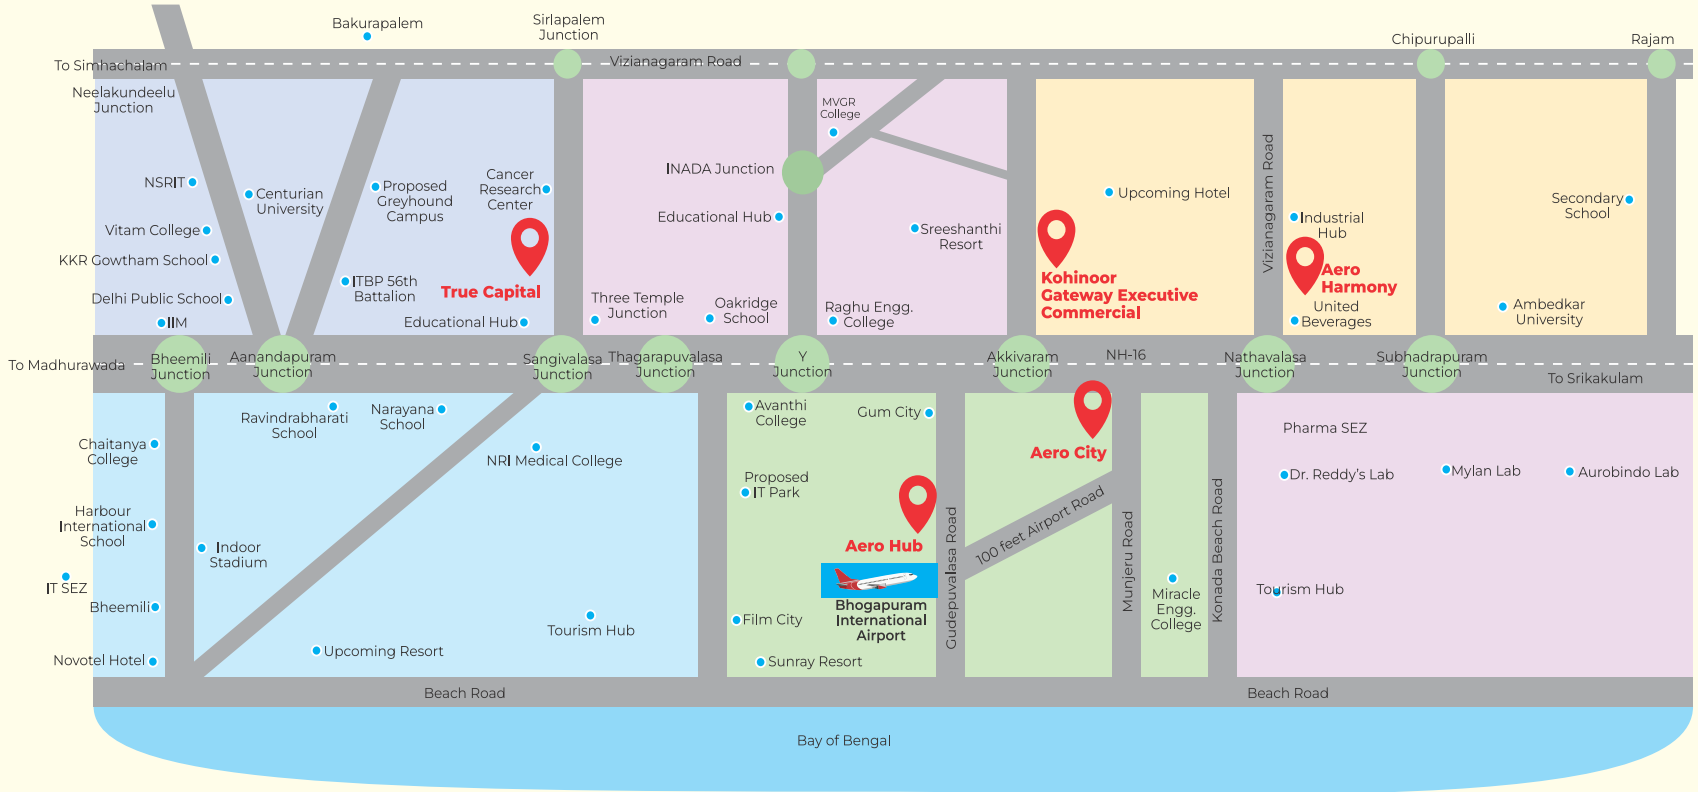 Bakurapalem
Sirlapalem
Junction
Chipurupalli
Rajam
To Simhachalam
Vizianagaram Road
Neelakundeelu
Junction
MVGR
College
INADA Junction
NSRIT
Centurian
University
Proposed
Greyhound
Campus
Cancer
Research
Center
Upcoming Hotel
Vizianagaram Road
Secondary
School
Vitam College
Educational Hub
Sreeshanthi
Resort
Industrial
Hub
KKR Gowtham School
ITBP 56th
Battalion
True Capital
Kohinoor
Gateway Executive
Commercial
Aero
Harmony
Delhi Public School
IIM
Educational Hub
Three Temple
Junction
Oakridge
School
Raghu Engg.
College
United
Beverages
Ambedkar
University
To Madhurawada
Bheemili
Junction
Aanandapuram
Junction
Sangivalasa
Junction
Thagarapuvalasa
Junction
Y
Junction
Akkivaram
Junction
NH-16
Nathavalasa
Junction
Subhadrapuram
Junction
To Srikakulam
Ravindrabharati
School
Narayana
School
Avanthi
College
Gum City
Pharma SEZ
Chaitanya
College
NRI Medical College
Aero City
Dr. Reddy's Lab
Mylan Lab
Aurobindo Lab
Proposed
IT Park
Harbour
International
School
Indoor
Stadium
Aero Hub
Gudepuvalasa Road
100 feet Airport Road
Munjeru Road
Konada Beach Road
IT SEZ
Bheemili
Tourism Hub
Film City
Bhogapuram
International
Airport
Miracle
Engg.
College
Tourism Hub
Novotel Hotel
Upcoming Resort
Sunray Resort
Beach Road
Beach Road
Bay of Bengal